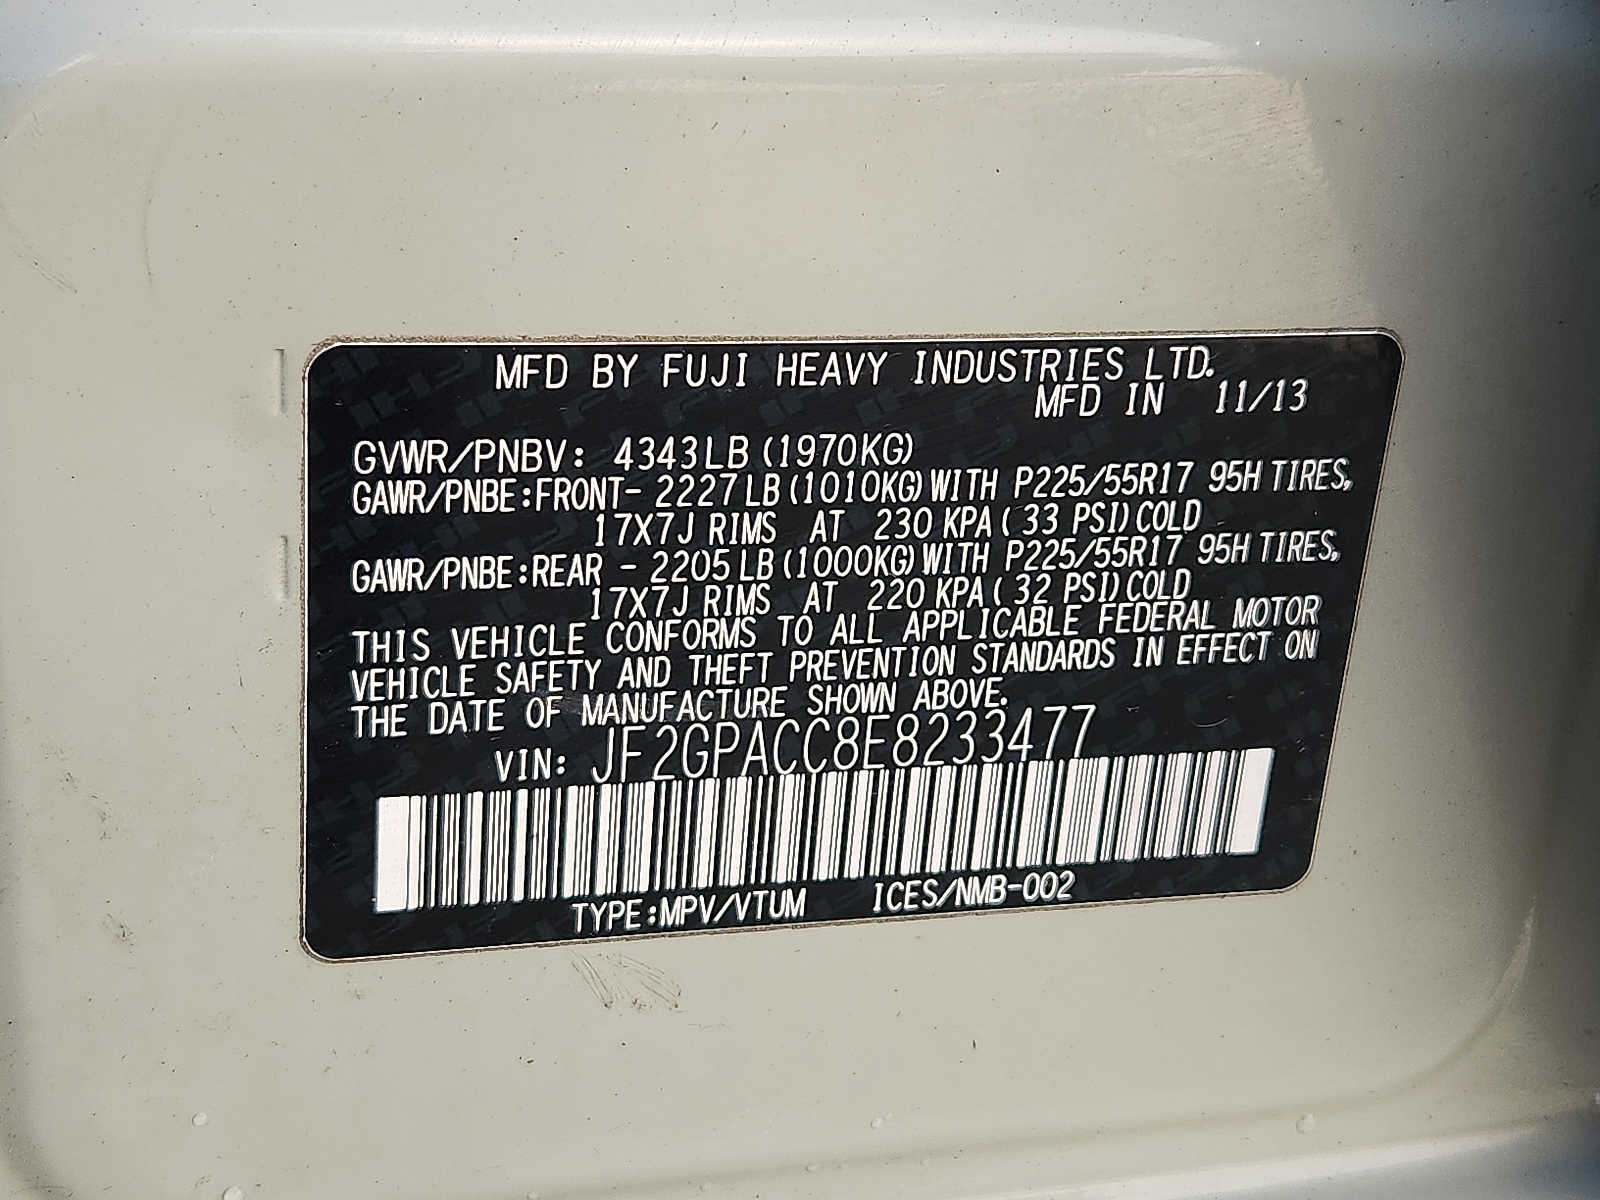 MFD BY FUJI HEAVY INDUSTRIES LTD.
MFD IN 11/13
GVWR/PNBV: 4343LB (1970KG)
GAWR/PNBE:FRONT- 2227LB (1010KG) WITH P225/55R17 95H TIRES,
17X7J RIMS AT 230 KPA ( 33 PSI) COLD
GAWR/PNBE:REAR - 2205LB (1000KG) WITH P225/55R17 95H TIRES,
17X7J RIMS AT 220 KPA ( 32 PSI) COLD
THIS VEHICLE CONFORMS TO ALL APPLICABLE FEDERAL MOTOR
VEHICLE SAFETY AND THEFT PREVENTION STANDARDS IN EFFECT ON
THE DATE OF MANUFACTURE SHOWN ABOVE.
VIN: JF2GPACC8E8233477
TYPE:MPV/VTUM ICES/NMB-002